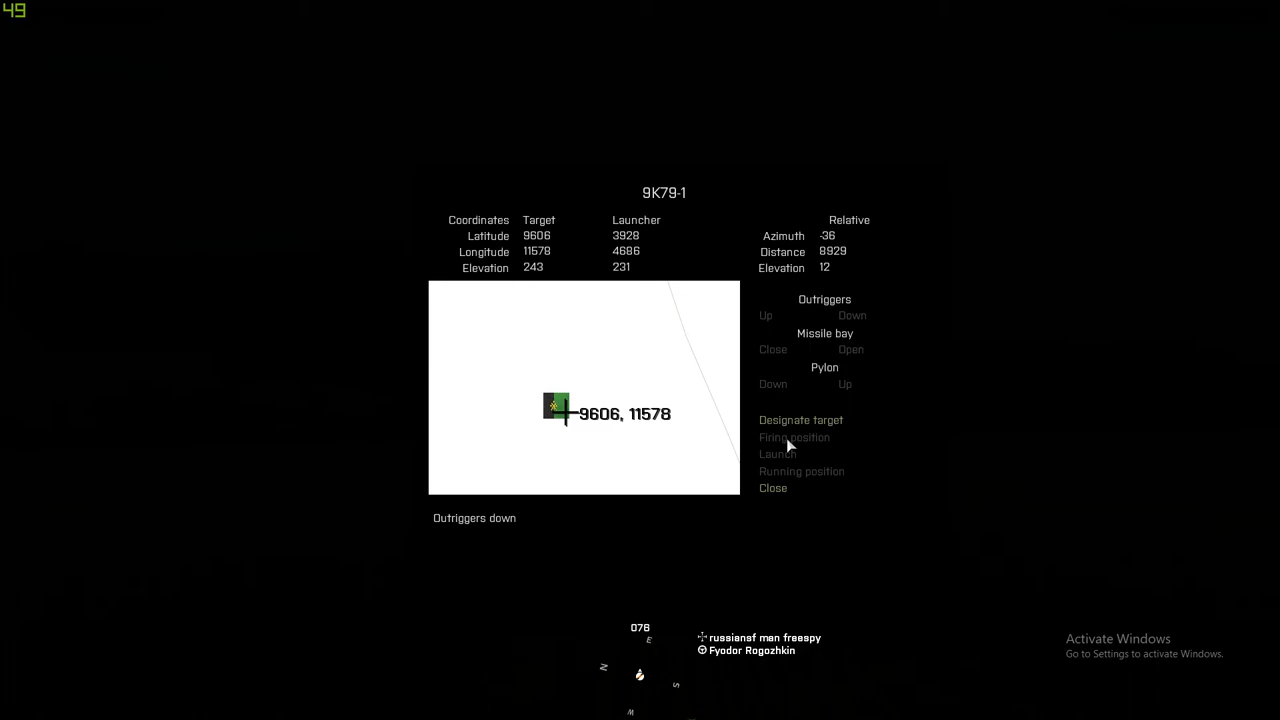 49
9K79-1
Coordinates Target Launcher Relative
Latitude 9606 3928 Azimuth -36
Longitude 11578 4686 Distance 8929
Elevation 243 231 Elevation 12
Outriggers
Up Down
Missile bay
Close Open
Pylon
Down Up
9606, 11578
Designate target
Firing position
Launch
Running position
Close
Outriggers down
078
E
N
S
W
russiansf man freespy
Fyodor Rogozhkin
Activate Windows
Go to Settings to activate Windows.